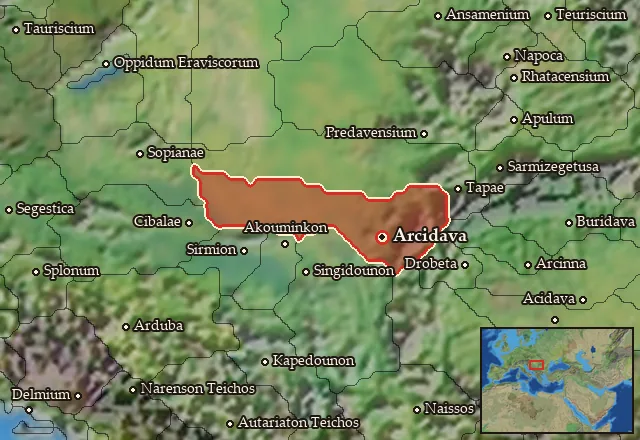 Ansamenium
Teuriscium
Tauriscium
Napoca
Oppidum Eraviscorum
Rhatacensium
Apulum
Predavensium
Sopianae
Sarmizegetusa
Tapae
Segestica
Cibalae
Akouminkon
Buridava
Arcidava
Sirmion
Singidounon
Drobeta
Arcinna
Splonum
Acidava
Arduba
Kapedounon
Delmium
Narenson Teichos
Naissos
Autariaton Teichos